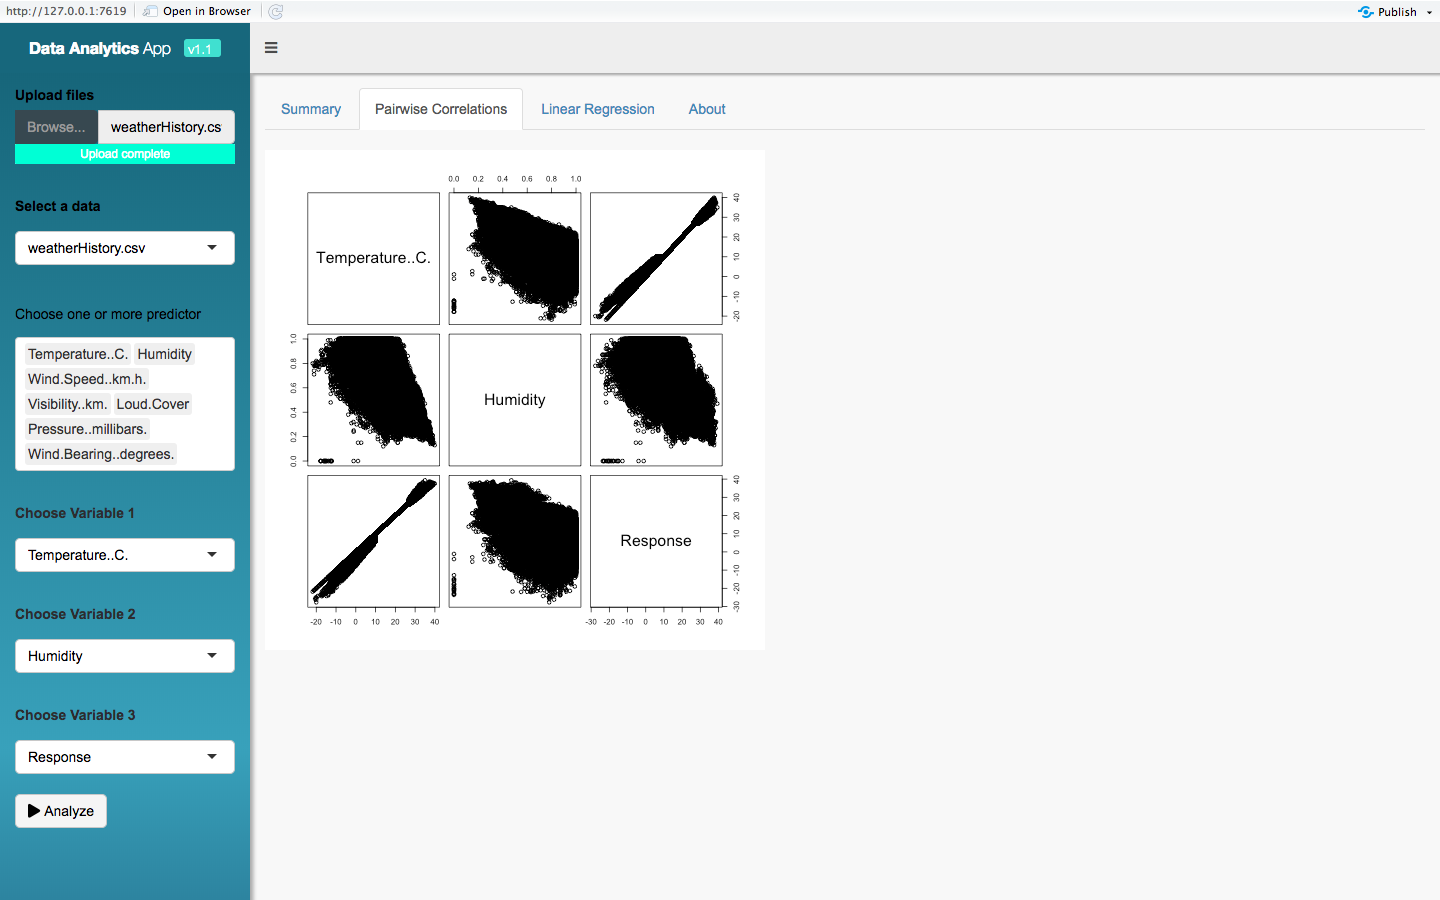 http://127.0.0.1:7619 Open in Browser Publish
Data Analytics App v1.1
Upload files
Browse... weatherHistory.cs
Upload complete
Select a data
weatherHistory.csv
Choose one or more predictor
Temperature..C. Humidity
Wind.Speed..km.h.
Visibility..km. Loud.Cover
Pressure..millibars.
Wind.Bearing..degrees.
Choose Variable 1
Temperature..C.
Choose Variable 2
Humidity
Choose Variable 3
Response
Analyze
Summary Pairwise Correlations Linear Regression About
0.0 0.2 0.4 0.6 0.8 1.0
Temperature..C.
-20 -10 0 10 20 30 40
0.0 0.2 0.4 0.6 0.8 1.0
Humidity
Response
-30 -20 -10 0 10 20 30 40
-20 -10 0 10 20 30 40
-30 -20 -10 0 10 20 30 40